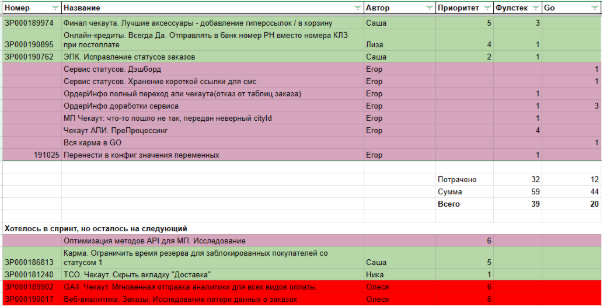 Номер Название Автор Приоритет Фулстек Go
ЗР000189974 Финал чекаута. Лучшие аксессуары - добавление гиперссылок / в корзину Саша 5 3
Онлайн-кредиты. Всегда Да. Отправлять в банк номер РН вместо номера КПЗ
ЗР000190895 при постоплате Лиза 4 1
ЗР000190762 ЭПК. Исправление статусов заказов Саша 2 1
Сервис статусов. Дэшборд Егор 1
Сервис статусов. Хранение короткой ссылки для смс Егор 1
ОрдерИнфо полный переход апи чекаута(отказ от таблиц заказа) Егор 1
ОрдерИнфо доработки сервиса Егор 1 3
МП Чекаут: что-то пошло не так, передан неверный cityId Егор 1
Чекаут АПИ. ПреПроцессинг Егор 4
Вся карма в GO 1
191025 Перенести в конфиг значения переменных Егор 1
Потрачено 32 12
Сумма 59 44
Всего 39 20
Хотелось в спринт, но осталось на следующий
Оптимизация методов API для МП. Исследование 6
Карма. Ограничить время резерва для заблокированных покупателей со
ЗР000186813 статусом 1 Саша 5
ЗР000181240 ТСО. Чекаут. Скрыть вкладку "Доставка" Ника 1
ЗР000189902 GA4. Чекаут. Мгновенная отправка аналитики для всех видов оплаты. Олеся 6
ЗР000190017 Веб-аналитика. Заказы. Исследование потери данных о заказах Олеся 6